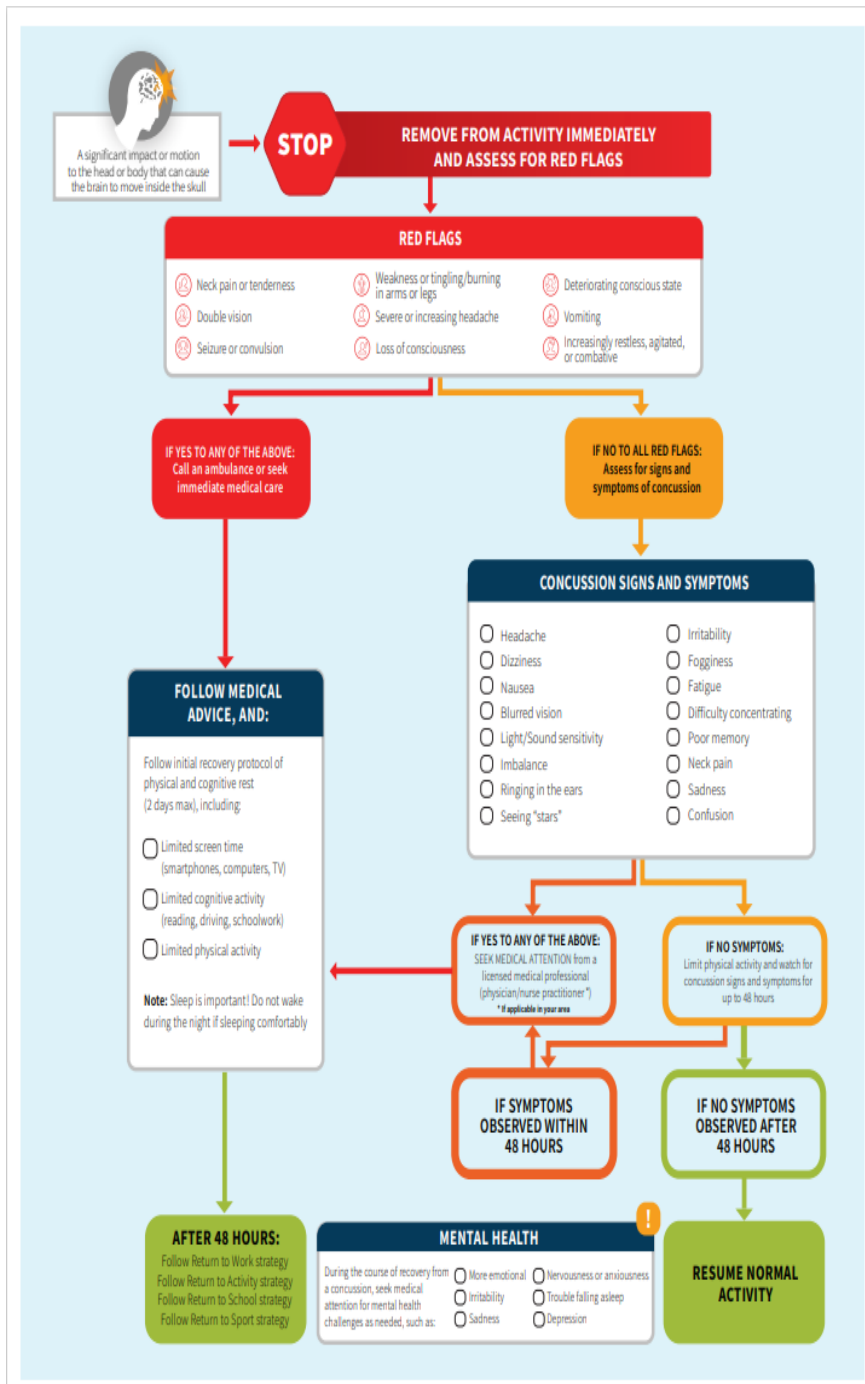 A significant impact or motion
to the head or body that can cause
the brain to move inside the skull
STOP
REMOVE FROM ACTIVITY IMMEDIATELY
AND ASSESS FOR RED FLAGS
RED FLAGS
Neck pain or tenderness
Double vision
Seizure or convulsion
Weakness or tingling/burning
in arms or legs
Severe or increasing headache
Loss of consciousness
Deteriorating conscious state
Vomiting
Increasingly restless, agitated,
or combative
IF YES TO ANY OF THE ABOVE:
Call an ambulance or seek
immediate medical care
IF NO TO ALL RED FLAGS:
Assess for signs and
symptoms of concussion
CONCUSSION SIGNS AND SYMPTOMS
Headache
Dizziness
Nausea
Blurred vision
Light/Sound sensitivity
Imbalance
Ringing in the ears
Seeing "stars"
Irritability
Fogginess
Fatigue
Difficulty concentrating
Poor memory
Neck pain
Sadness
Confusion
FOLLOW MEDICAL
ADVICE, AND:
Follow initial recovery protocol of
physical and cognitive rest
(2 days max), including:
Limited screen time
(smartphones, computers, TV)
Limited cognitive activity
(reading, driving, schoolwork)
Limited physical activity
Note: Sleep is important! Do not wake
during the night if sleeping comfortably
IF YES TO ANY OF THE ABOVE:
SEEK MEDICAL ATTENTION from a
licensed medical professional
(physician/nurse practitioner *)
* If applicable in your area
IF NO SYMPTOMS:
Limit physical activity and watch for
concussion signs and symptoms for
up to 48 hours
IF SYMPTOMS
OBSERVED WITHIN
48 HOURS
IF NO SYMPTOMS
OBSERVED AFTER
48 HOURS
AFTER 48 HOURS:
Follow Return to Work strategy
Follow Return to Activity strategy
Follow Return to School strategy
Follow Return to Sport strategy
!
MENTAL HEALTH
During the course of recovery from
a concussion, seek medical
attention for mental health
challenges as needed, such as:
More emotional
Irritability
Sadness
Nervousness or anxiousness
Trouble falling asleep
Depression
RESUME NORMAL
ACTIVITY